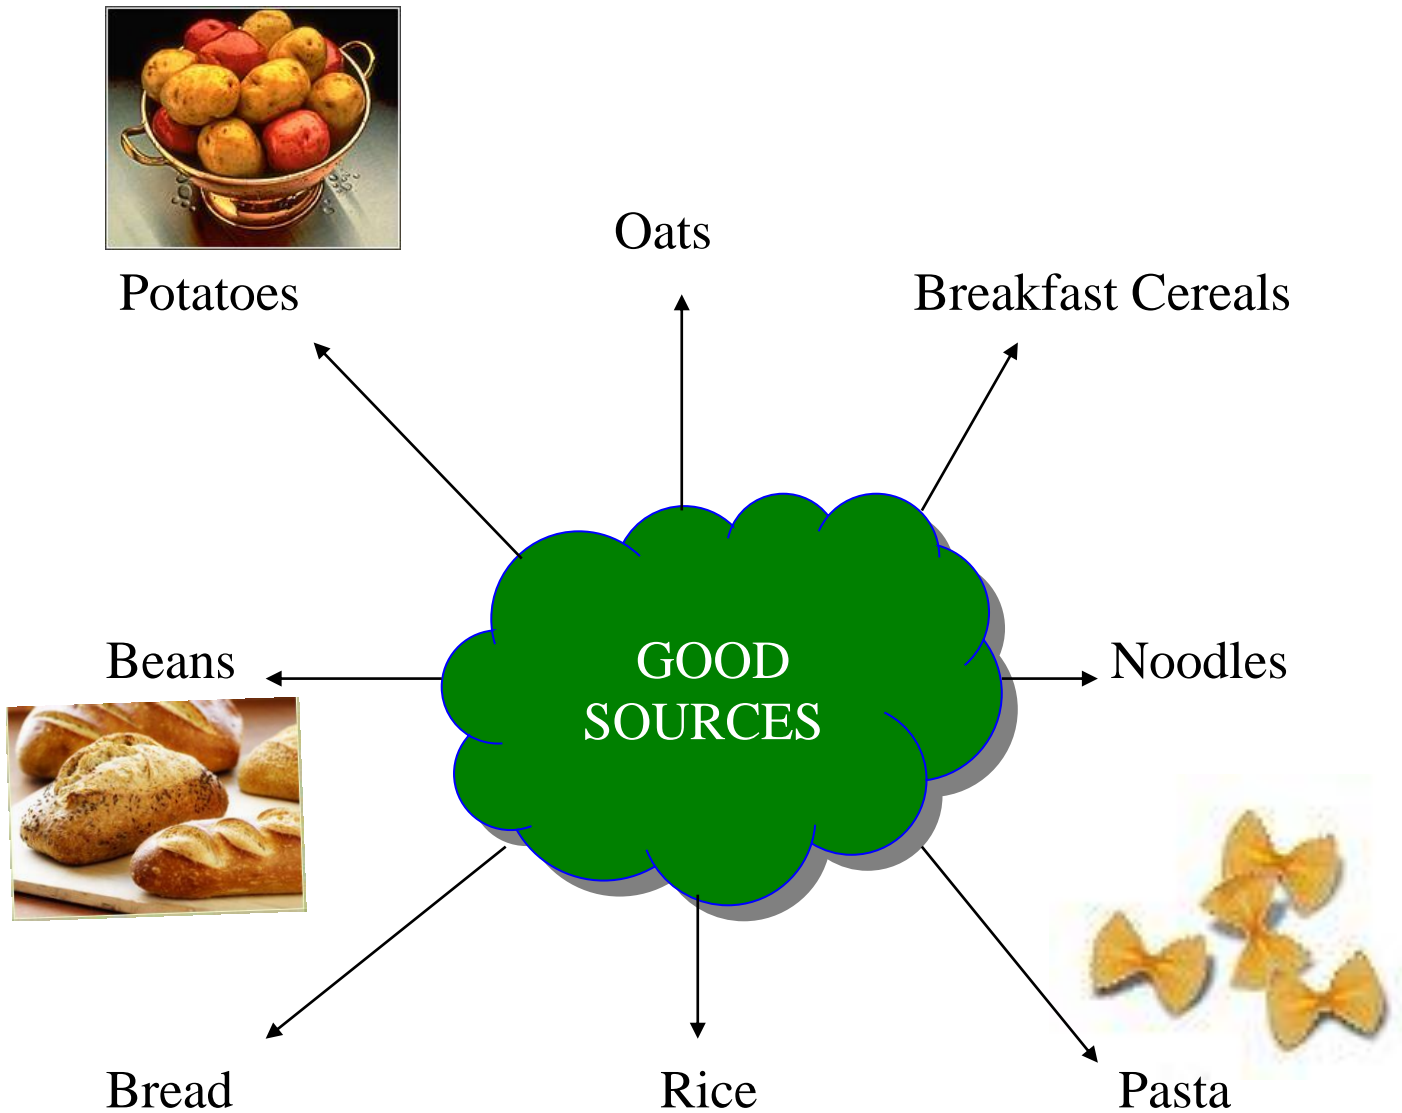 Oats
Potatoes
Breakfast Cereals
Beans
GOOD
SOURCES
Noodles
Bread
Rice
Pasta